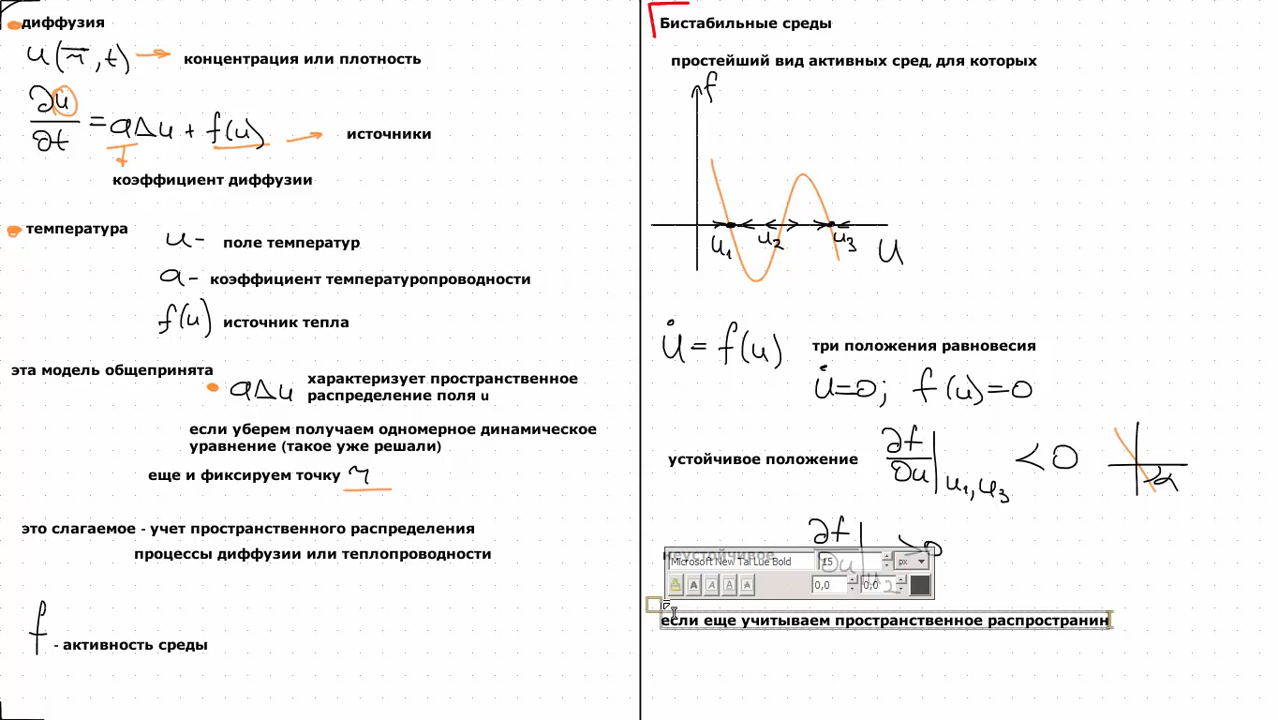 диффузия
u(r, t) → концентрация или плотность
∂u/∂t = aΔu + f(u) → источники
коэффициент диффузии
температура
u - поле температур
a - коэффициент температуропроводности
f(u) источник тепла
эта модель общепринята
aΔu характеризует пространственное
распределение поля u
если уберем получаем одномерное динамическое
уравнение (такое уже решали)
еще и фиксируем точку r
это слагаемое - учет пространственного распределения
процессы диффузии или теплопроводности
f - активность среды
Бистабильные среды
простейший вид активных сред, для которых
f
u₁ u₂ u₃ u
u̇ = f(u) три положения равновесия
u̇=0; f(u)=0
устойчивое положение ∂f/∂u|u₁,u₃ < 0
∂f/∂u|u₂ >0
неустойчивое
Microsoft New Tai Lue Bold 15 px
A A A A 0,0 0,0
если еще учитываем пространственное распространин